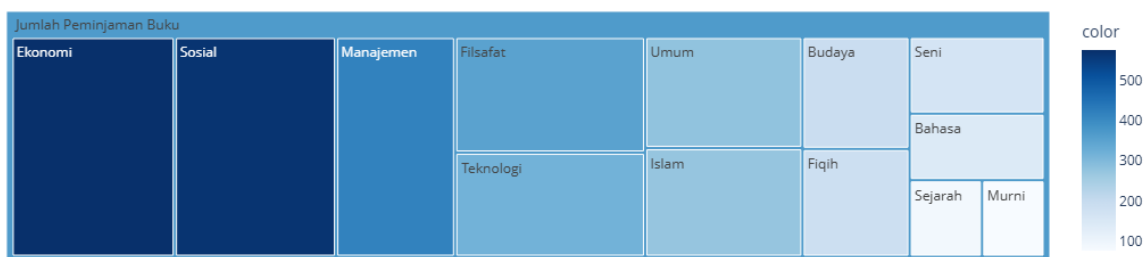 Jumlah Peminjaman Buku
Ekonomi
Sosial
Manajemen
Filsafat
Teknologi
Umum
Islam
Budaya
Fiqih
Seni
Bahasa
Sejarah
Murni
color
500
400
300
200
100